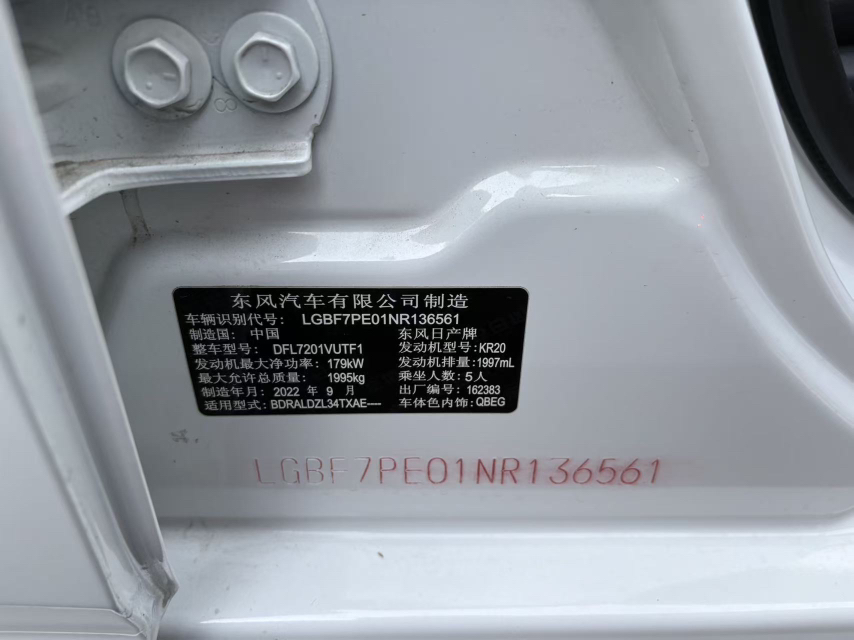 东风汽车有限公司制造
车辆识别代号: LGBF7PE01NR136561
制造国: 中国 东风日产牌
整车型号: DFL7201VUTF1 发动机型号: KR20
发动机最大净功率: 179kW 发动机排量: 1997mL
最大允许总质量: 1995kg 乘坐人数: 5人
制造年月: 2022 年 9 月 出厂编号: 162383
适用型号: BDRALDZL34TXAE---- 车体色内饰: QBEG
LGBF7PE01NR136561